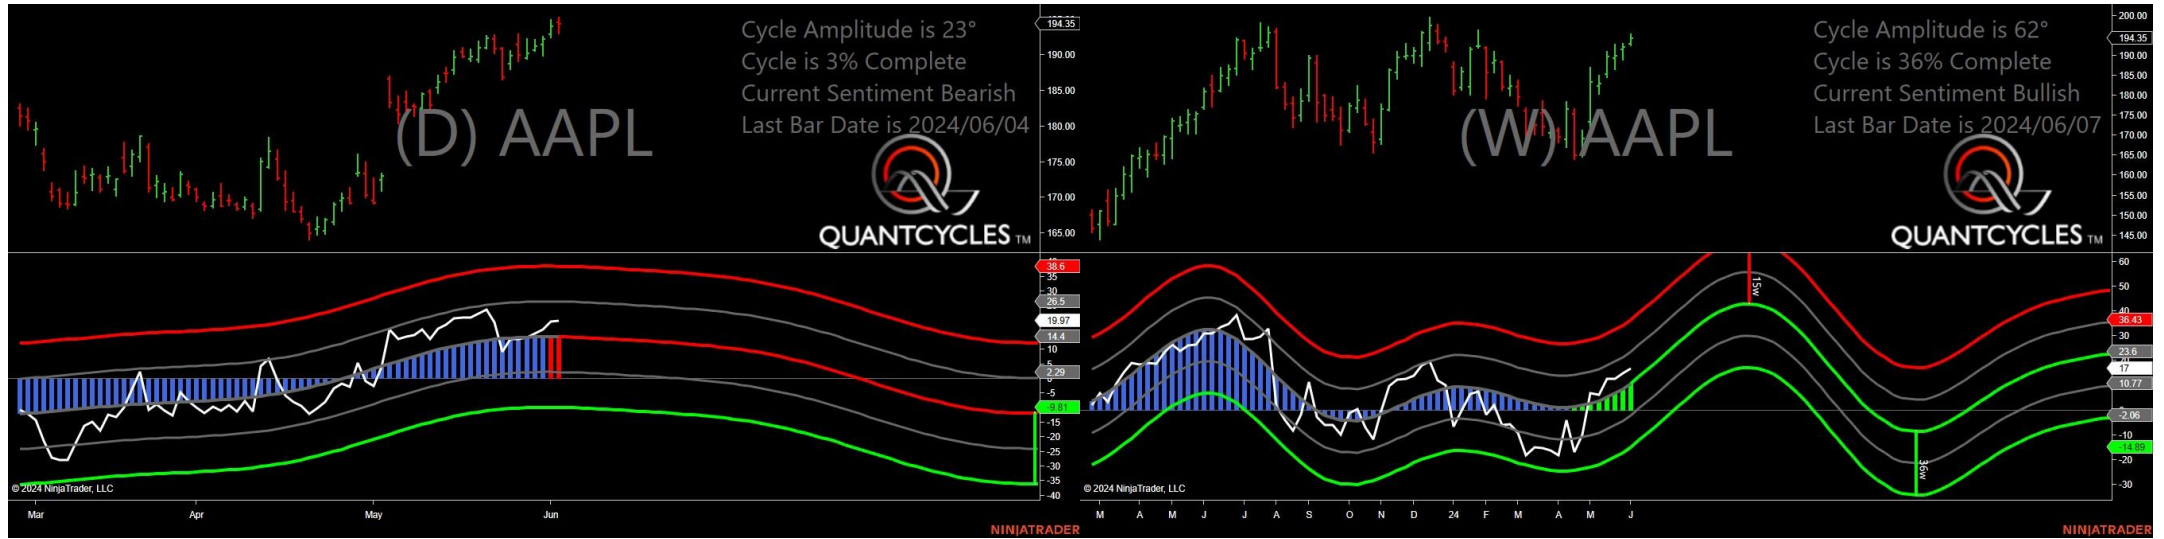 Cycle Amplitude is 23°
Cycle is 3% Complete
Current Sentiment Bearish
Last Bar Date is 2024/06/04
(D) AAPL
QUANTCYCLES TM
194.35
190.00
185.00
180.00
175.00
170.00
165.00
38.6
35
30
26.5
19.97
14.4
10
5
2.29
-5
-9.81
-15
-20
-25
-30
-35
-40
© 2024 NinjaTrader, LLC
Mar Apr May Jun
NINJATRADER
Cycle Amplitude is 62°
Cycle is 36% Complete
Current Sentiment Bullish
Last Bar Date is 2024/06/07
(W) AAPL
QUANTCYCLES TM
200.00
194.35
190.00
185.00
180.00
175.00
170.00
165.00
160.00
155.00
150.00
145.00
15w
36w
60
50
40
36.43
30
23.6
17
10.77
-2.06
-10
-14.89
-20
-30
© 2024 NinjaTrader, LLC
M A M J J A S O N D 24 F M A M J
NINJATRADER